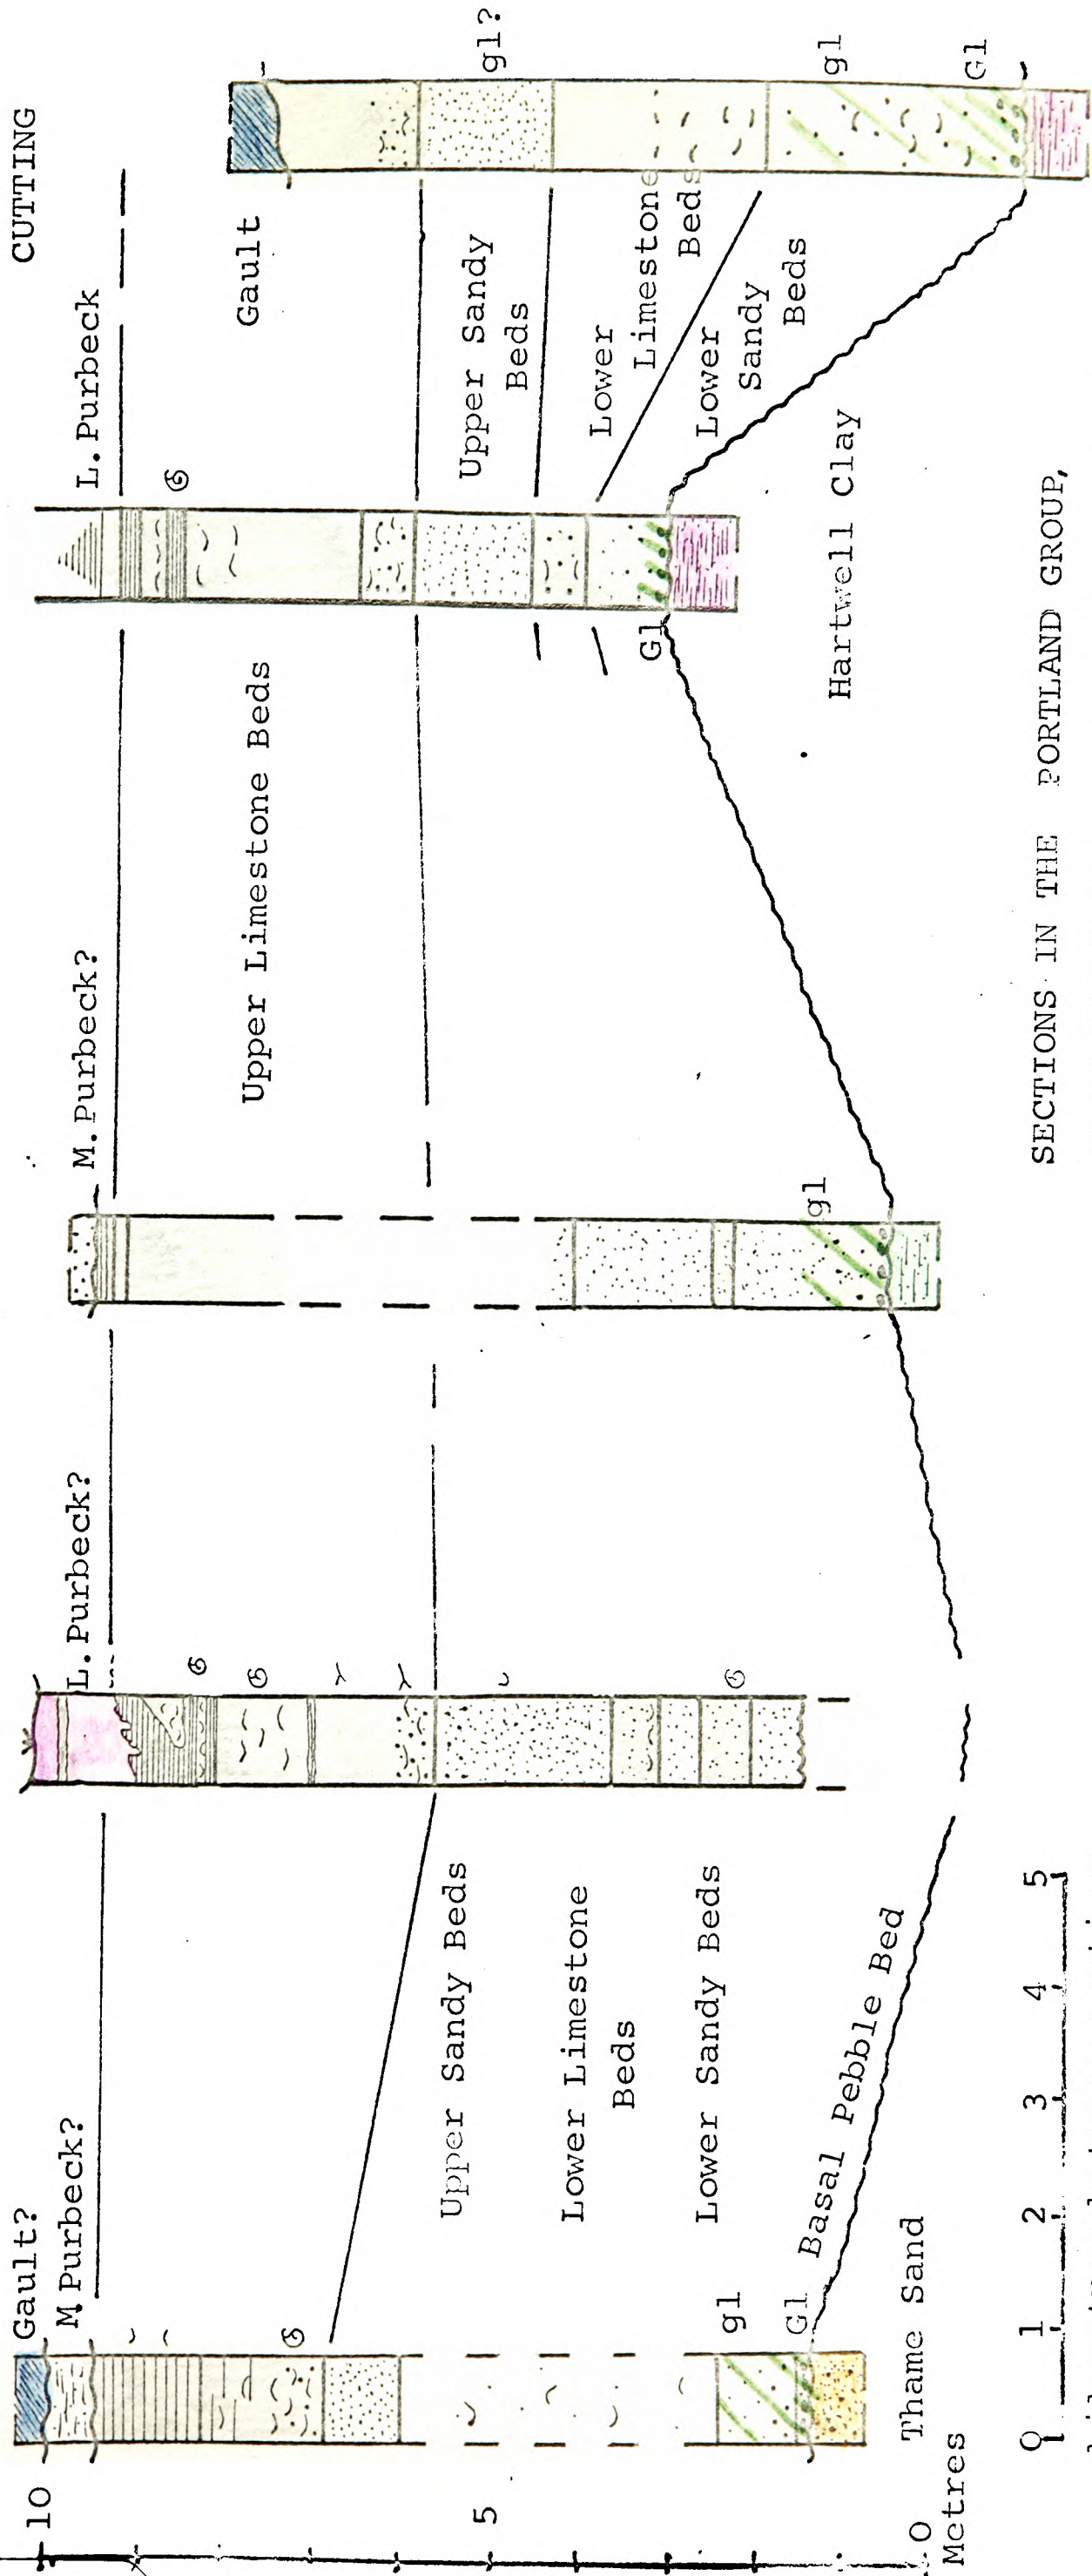 CUTTING
Gault?
10
M.Purbeck?
L.Purbeck?
M.Purbeck?
L.Purbeck
Gault
Upper Limestone Beds
Upper Sandy Beds
5
Upper Sandy
Beds
gl?
Lower Limestone
Beds
Lower
Limestone
Beds
Lower Sandy Beds
Gl
Lower
Sandy
Beds
gl
Gl
Basal Pebble Bed
gl
Hartwell Clay
gl
Gl
Thame Sand
0
Metres
0 1 2 3 4 5
SECTIONS IN THE PORTLAND GROUP,